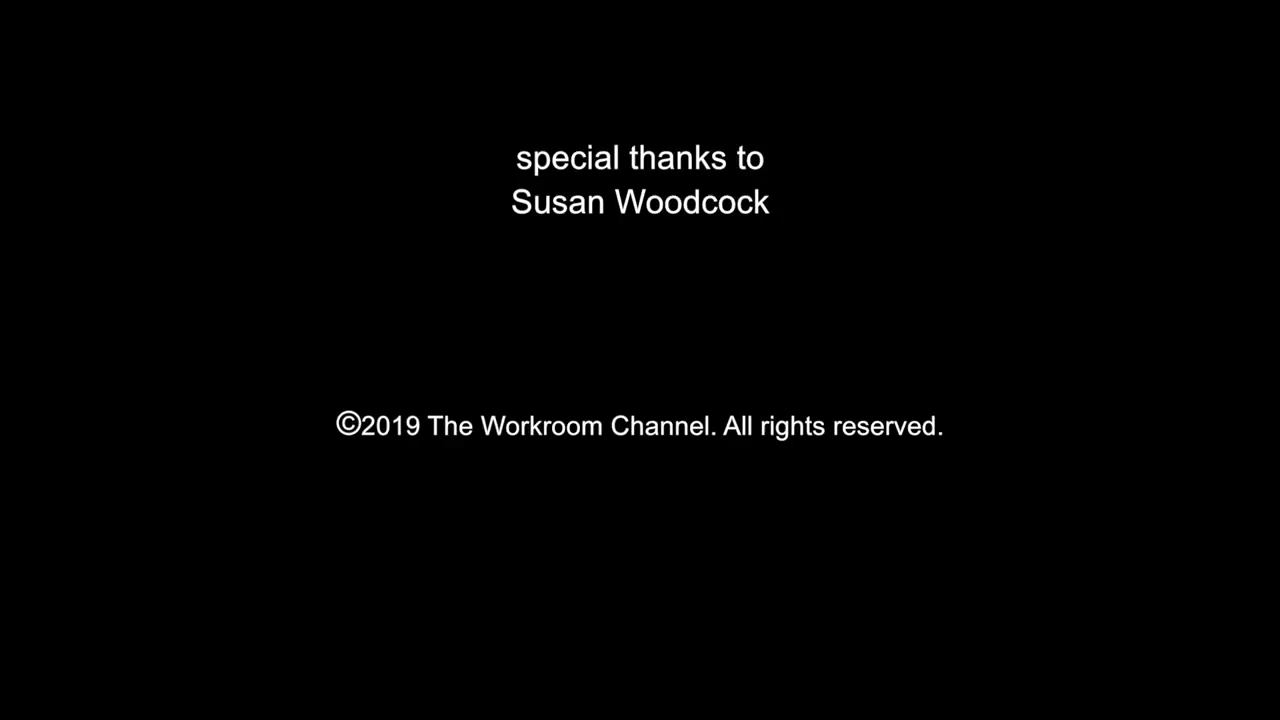 special thanks to
Susan Woodcock
©2019 The Workroom Channel. All rights reserved.